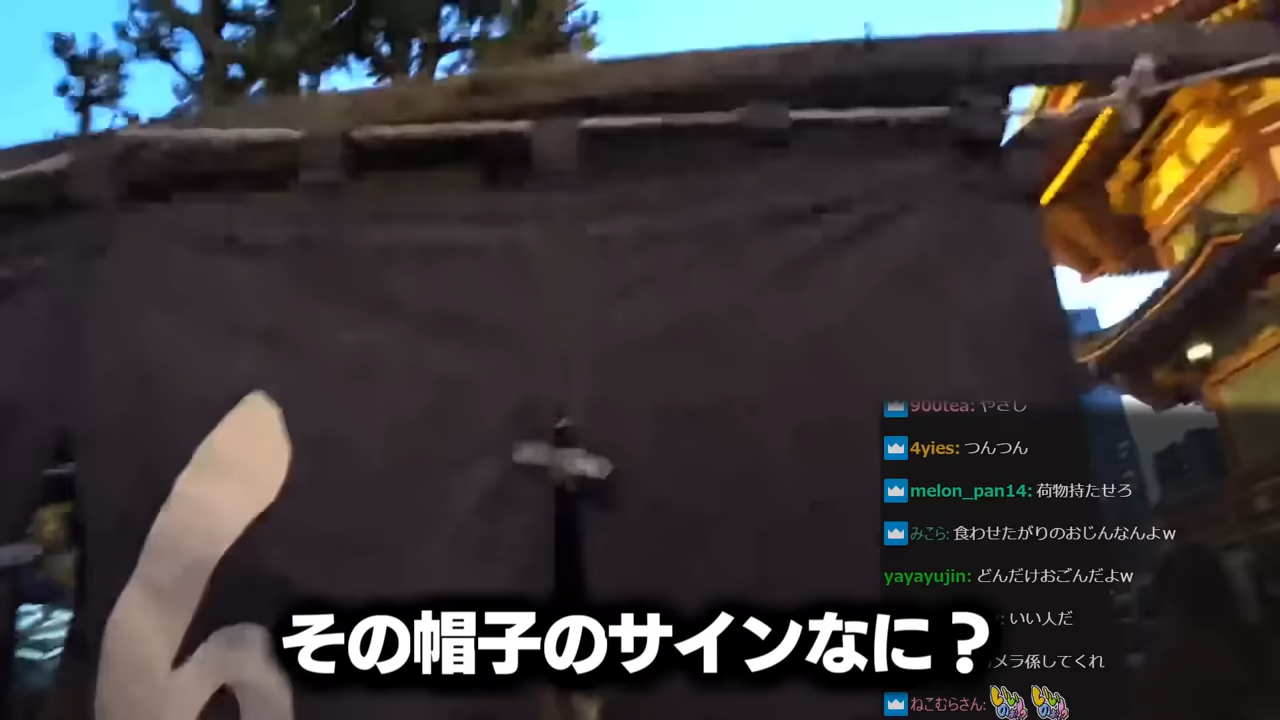 900tea: やさし
4yies: つんつん
melon_pan14: 荷物持たせろ
みこら: 食わせたがりのおじんなんよw
yayayujin: どんだけおごんだよw
いい人だ
メラ係してくれ
ねこむらさん:
その帽子のサインなに？